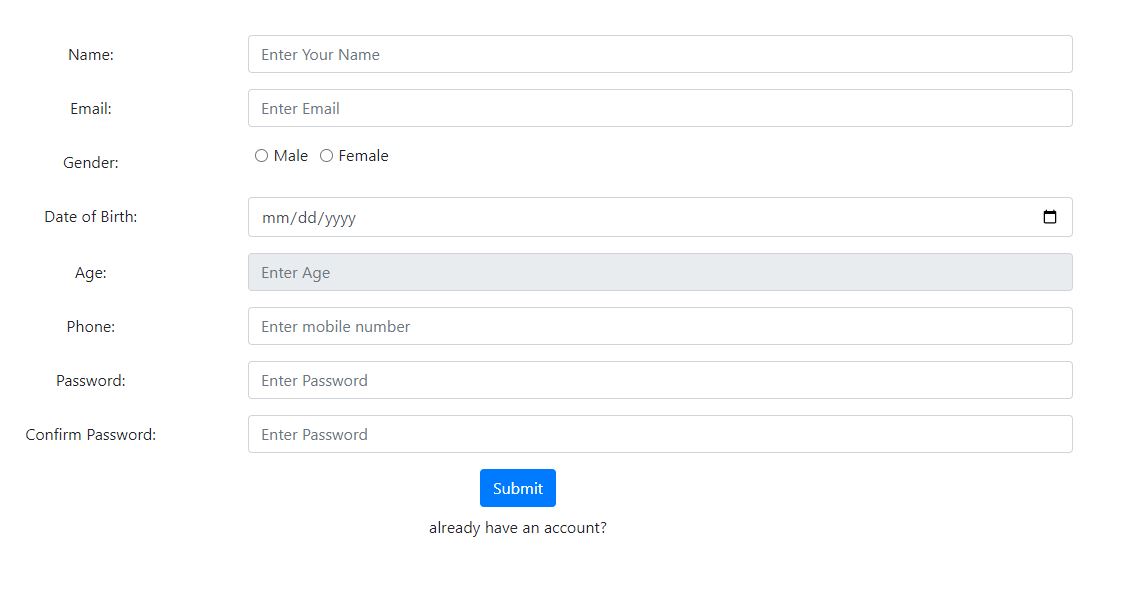 Name: Enter Your Name
Email: Enter Email
Gender: Male Female
Date of Birth: mm/dd/yyyy
Age: Enter Age
Phone: Enter mobile number
Password: Enter Password
Confirm Password: Enter Password
Submit
already have an account?